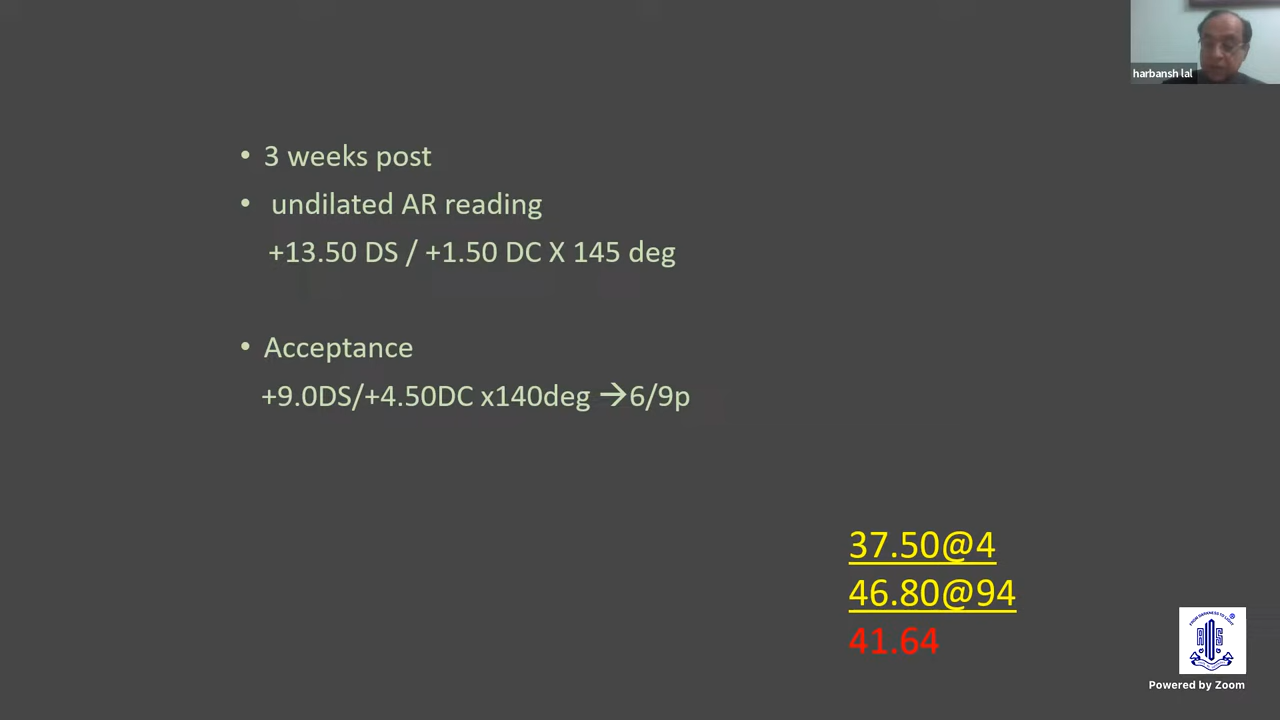 harbansh lal
• 3 weeks post
• undilated AR reading
+13.50 DS / +1.50 DC X 145 deg
• Acceptance
+9.0DS/+4.50DC x140deg →6/9p
37.50@4
46.80@94
41.64
Powered by Zoom